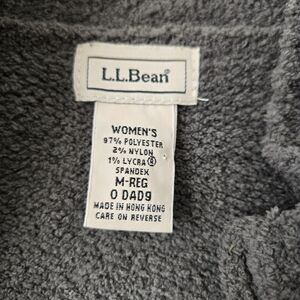 L.L.Bean®
WOMEN'S
97% POLYESTER
2% NYLON
1% LYCRA ®
SPANDEX
M-REG
0 DAD9
MADE IN HONG KONG
CARE ON REVERSE